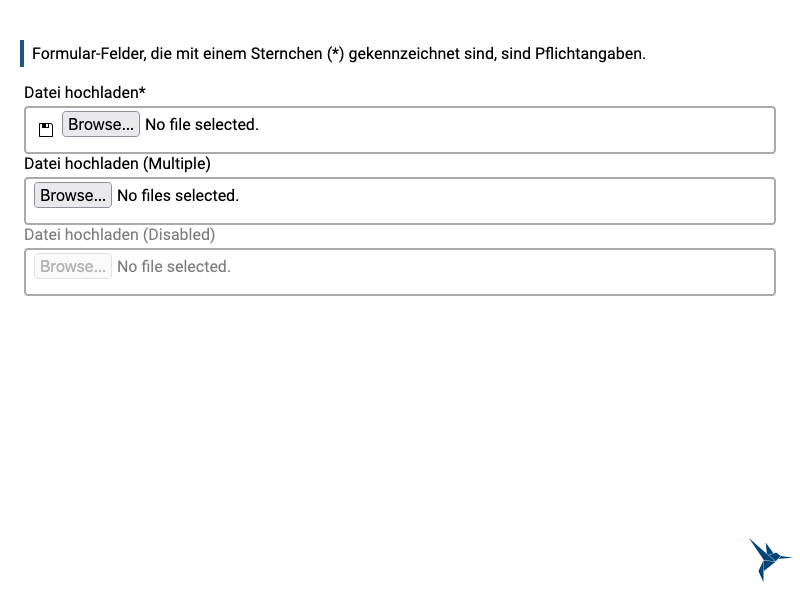 Formular-Felder, die mit einem Sternchen (*) gekennzeichnet sind, sind Pflichtangaben.
Datei hochladen*
Browse... No file selected.
Datei hochladen (Multiple)
Browse... No files selected.
Datei hochladen (Disabled)
Browse... No file selected.